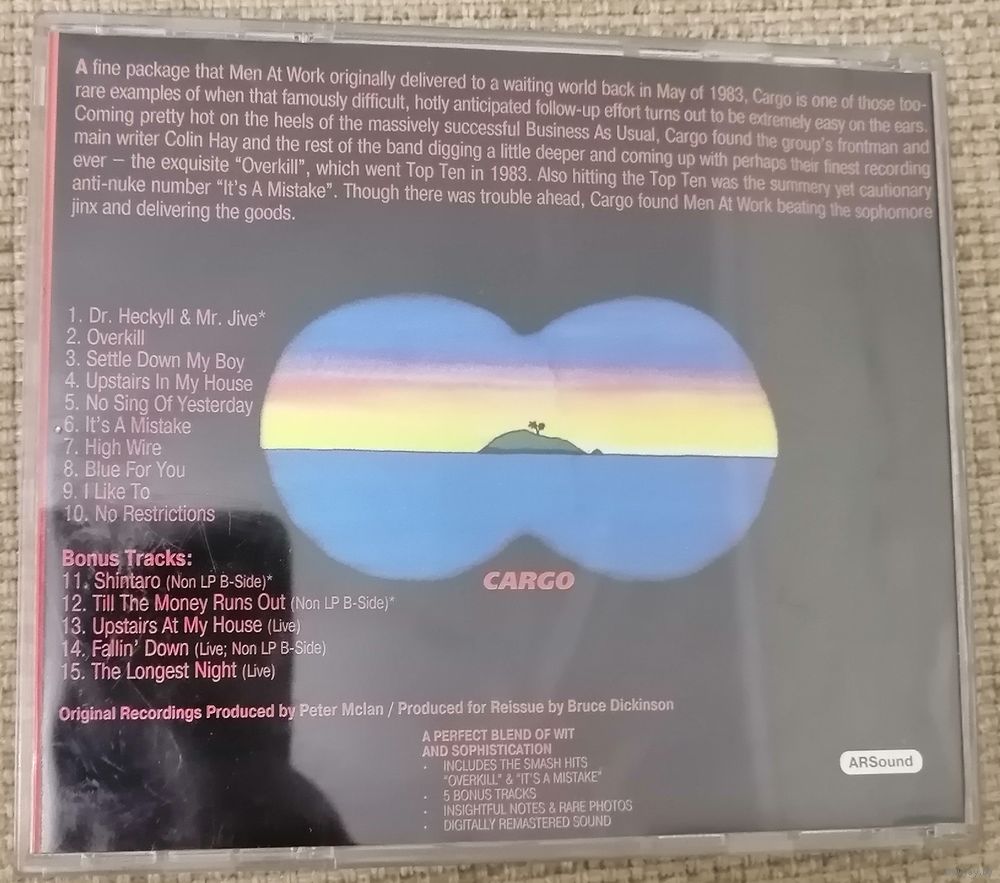 A fine package that Men At Work originally delivered to a waiting world back in May of 1983, Cargo is one of those too-
rare examples of when that famously difficult, hotly anticipated follow-up effort turns out to be extremely easy on the ears.
Coming pretty hot on the heels of the massively successful Business As Usual, Cargo found the group's frontman and
main writer Colin Hay and the rest of the band digging a little deeper and coming up with perhaps their finest recording
ever – the exquisite “Overkill”, which went Top Ten in 1983. Also hitting the Top Ten was the summery yet cautionary
anti-nuke number “It's A Mistake”. Though there was trouble ahead, Cargo found Men At Work beating the sophomore
jinx and delivering the goods.
1. Dr. Heckyll & Mr. Jive*
2. Overkill
3. Settle Down My Boy
4. Upstairs In My House
5. No Sing Of Yesterday
6. It's A Mistake
7. High Wire
8. Blue For You
9. I Like To
10. No Restrictions
CARGO
Bonus Tracks:
11. Shintaro (Non LP B-Side)*
12. Till The Money Runs Out (Non LP B-Side)*
13. Upstairs At My House (Live)
14. Fallin' Down (Live; Non LP B-Side)
15. The Longest Night (Live)
Original Recordings Produced by Peter Mclan / Produced for Reissue by Bruce Dickinson
A PERFECT BLEND OF WIT
AND SOPHISTICATION
· INCLUDES THE SMASH HITS
“OVERKILL” & “IT'S A MISTAKE”
· 5 BONUS TRACKS
· INSIGHTFUL NOTES & RARE PHOTOS
· DIGITALLY REMASTERED SOUND
ARSound